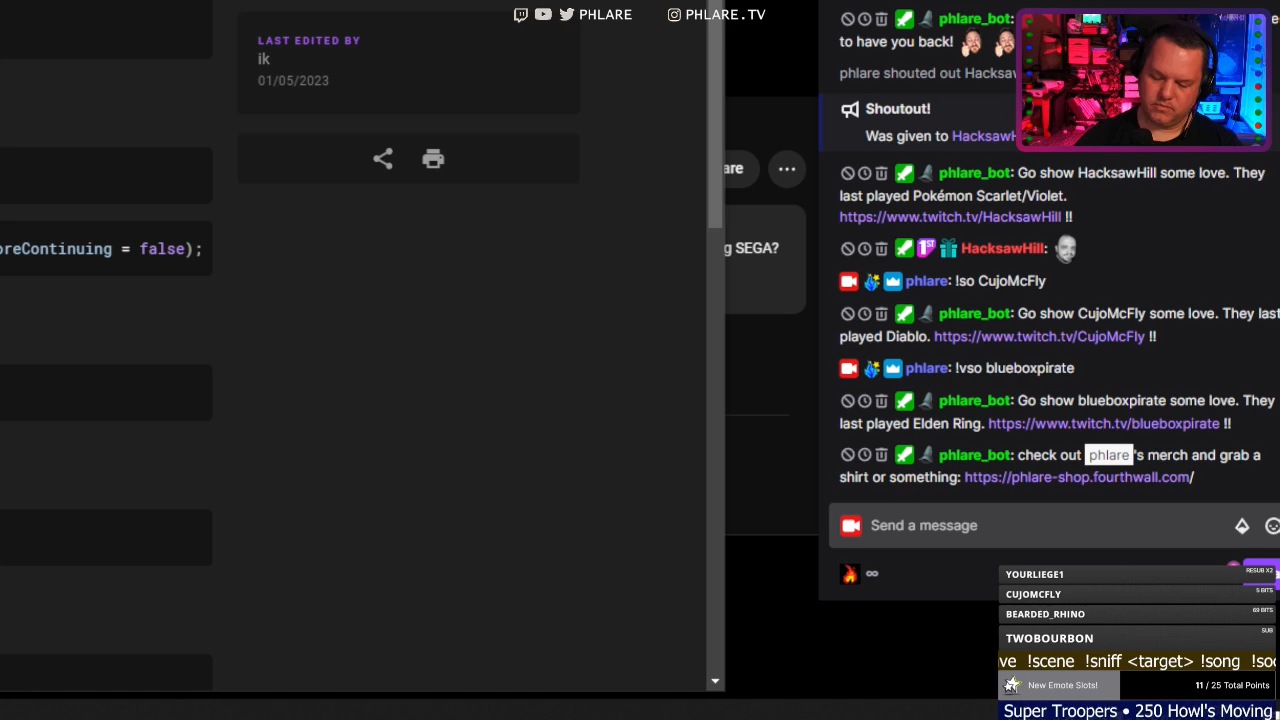 PHLARE PHLARE.TV
LAST EDITED BY
ik
01/05/2023
oreContinuing = false);
are
g SEGA?
phlare_bot:
to have you back!
phlare shouted out Hacksaw
Shoutout!
Was given to HacksawH
phlare_bot: Go show HacksawHill some love. They
last played Pokémon Scarlet/Violet.
https://www.twitch.tv/HacksawHill !!
1ST HacksawHill:
phlare: !so CujoMcFly
phlare_bot: Go show CujoMcFly some love. They last
played Diablo. https://www.twitch.tv/CujoMcFly !!
phlare: !vso blueboxpirate
phlare_bot: Go show blueboxpirate some love. They
last played Elden Ring. https://www.twitch.tv/blueboxpirate !!
phlare_bot: check out phlare's merch and grab a
shirt or something: https://phlare-shop.fourthwall.com/
Send a message
∞
YOURLIEGE1 RESUB X2
CUJOMCFLY 5 BITS
BEARDED_RHINO 69 BITS
TWOBOURBON SUB
ve !scene !sniff <target> !song !soc
New Emote Slots! 11 / 25 Total Points
Super Troopers • 250 Howl's Moving